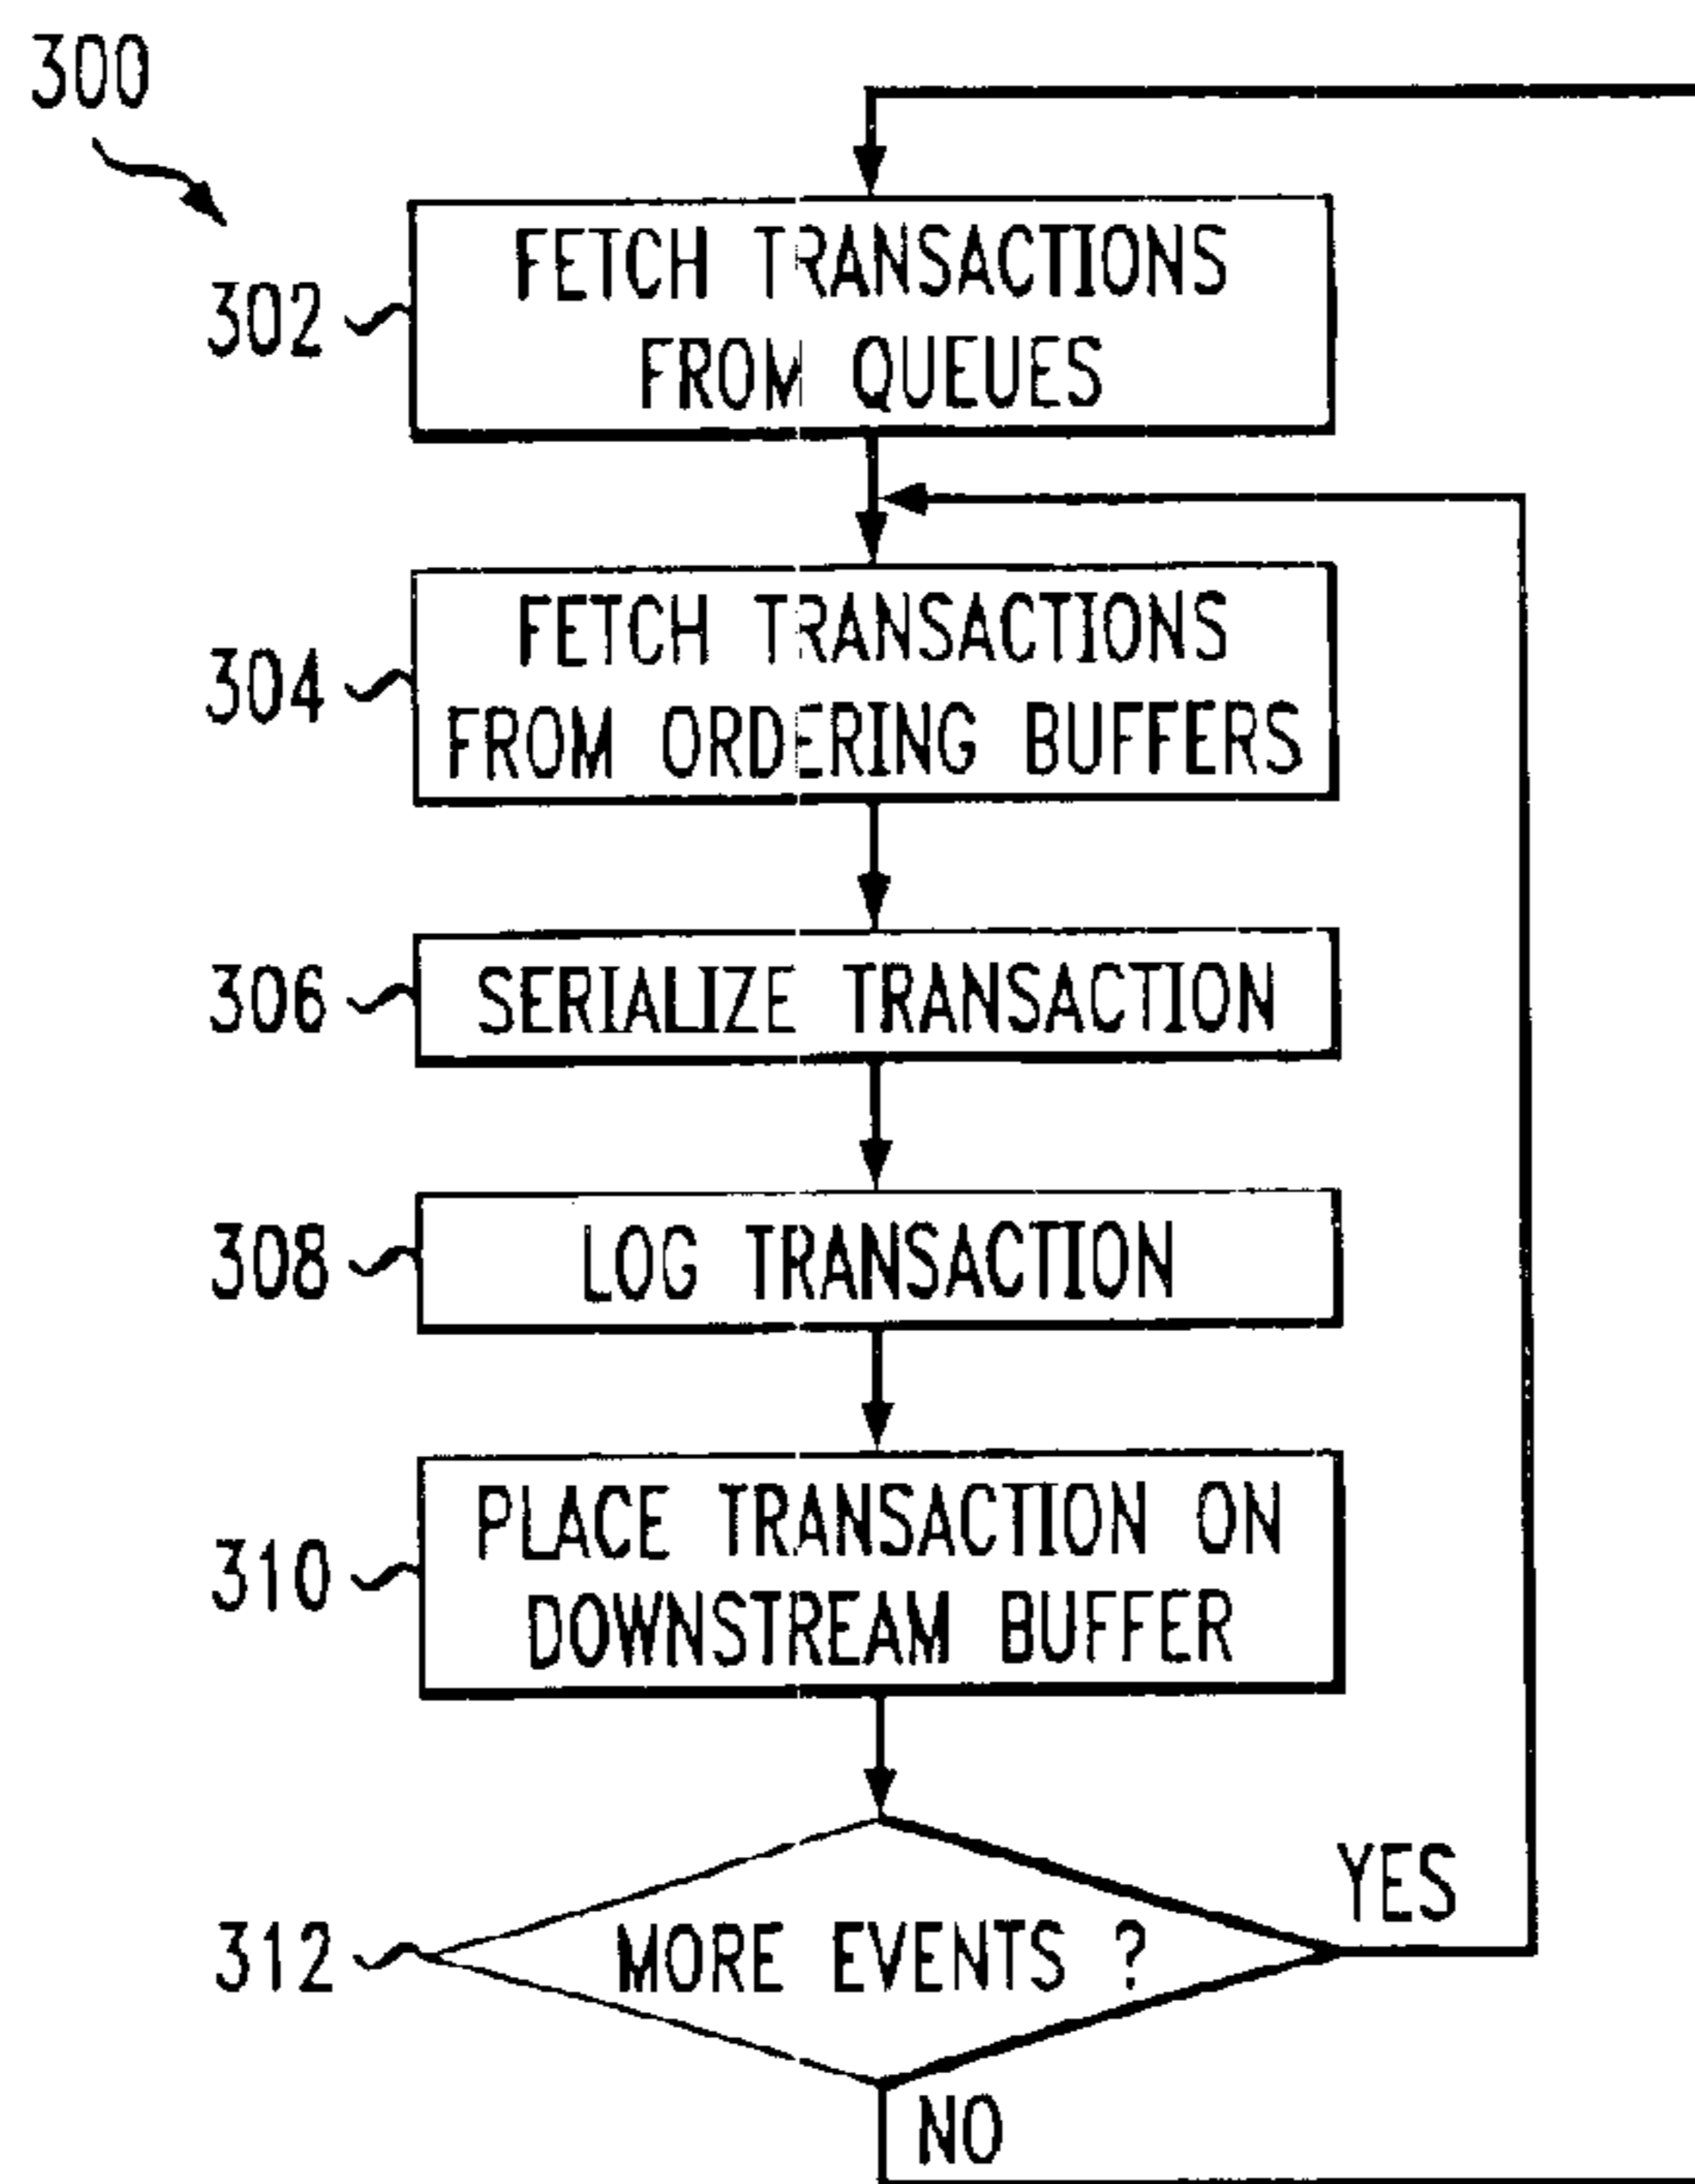 300
302
FETCH TRANSACTIONS
FROM QUEUES
304
FETCH TRANSACTIONS
FROM ORDERING BUFFERS
306
SERIALIZE TRANSACTION
308
LOG TRANSACTION
310
PLACE TRANSACTION ON
DOWNSTREAM BUFFER
312
MORE EVENTS ?
YES
NO